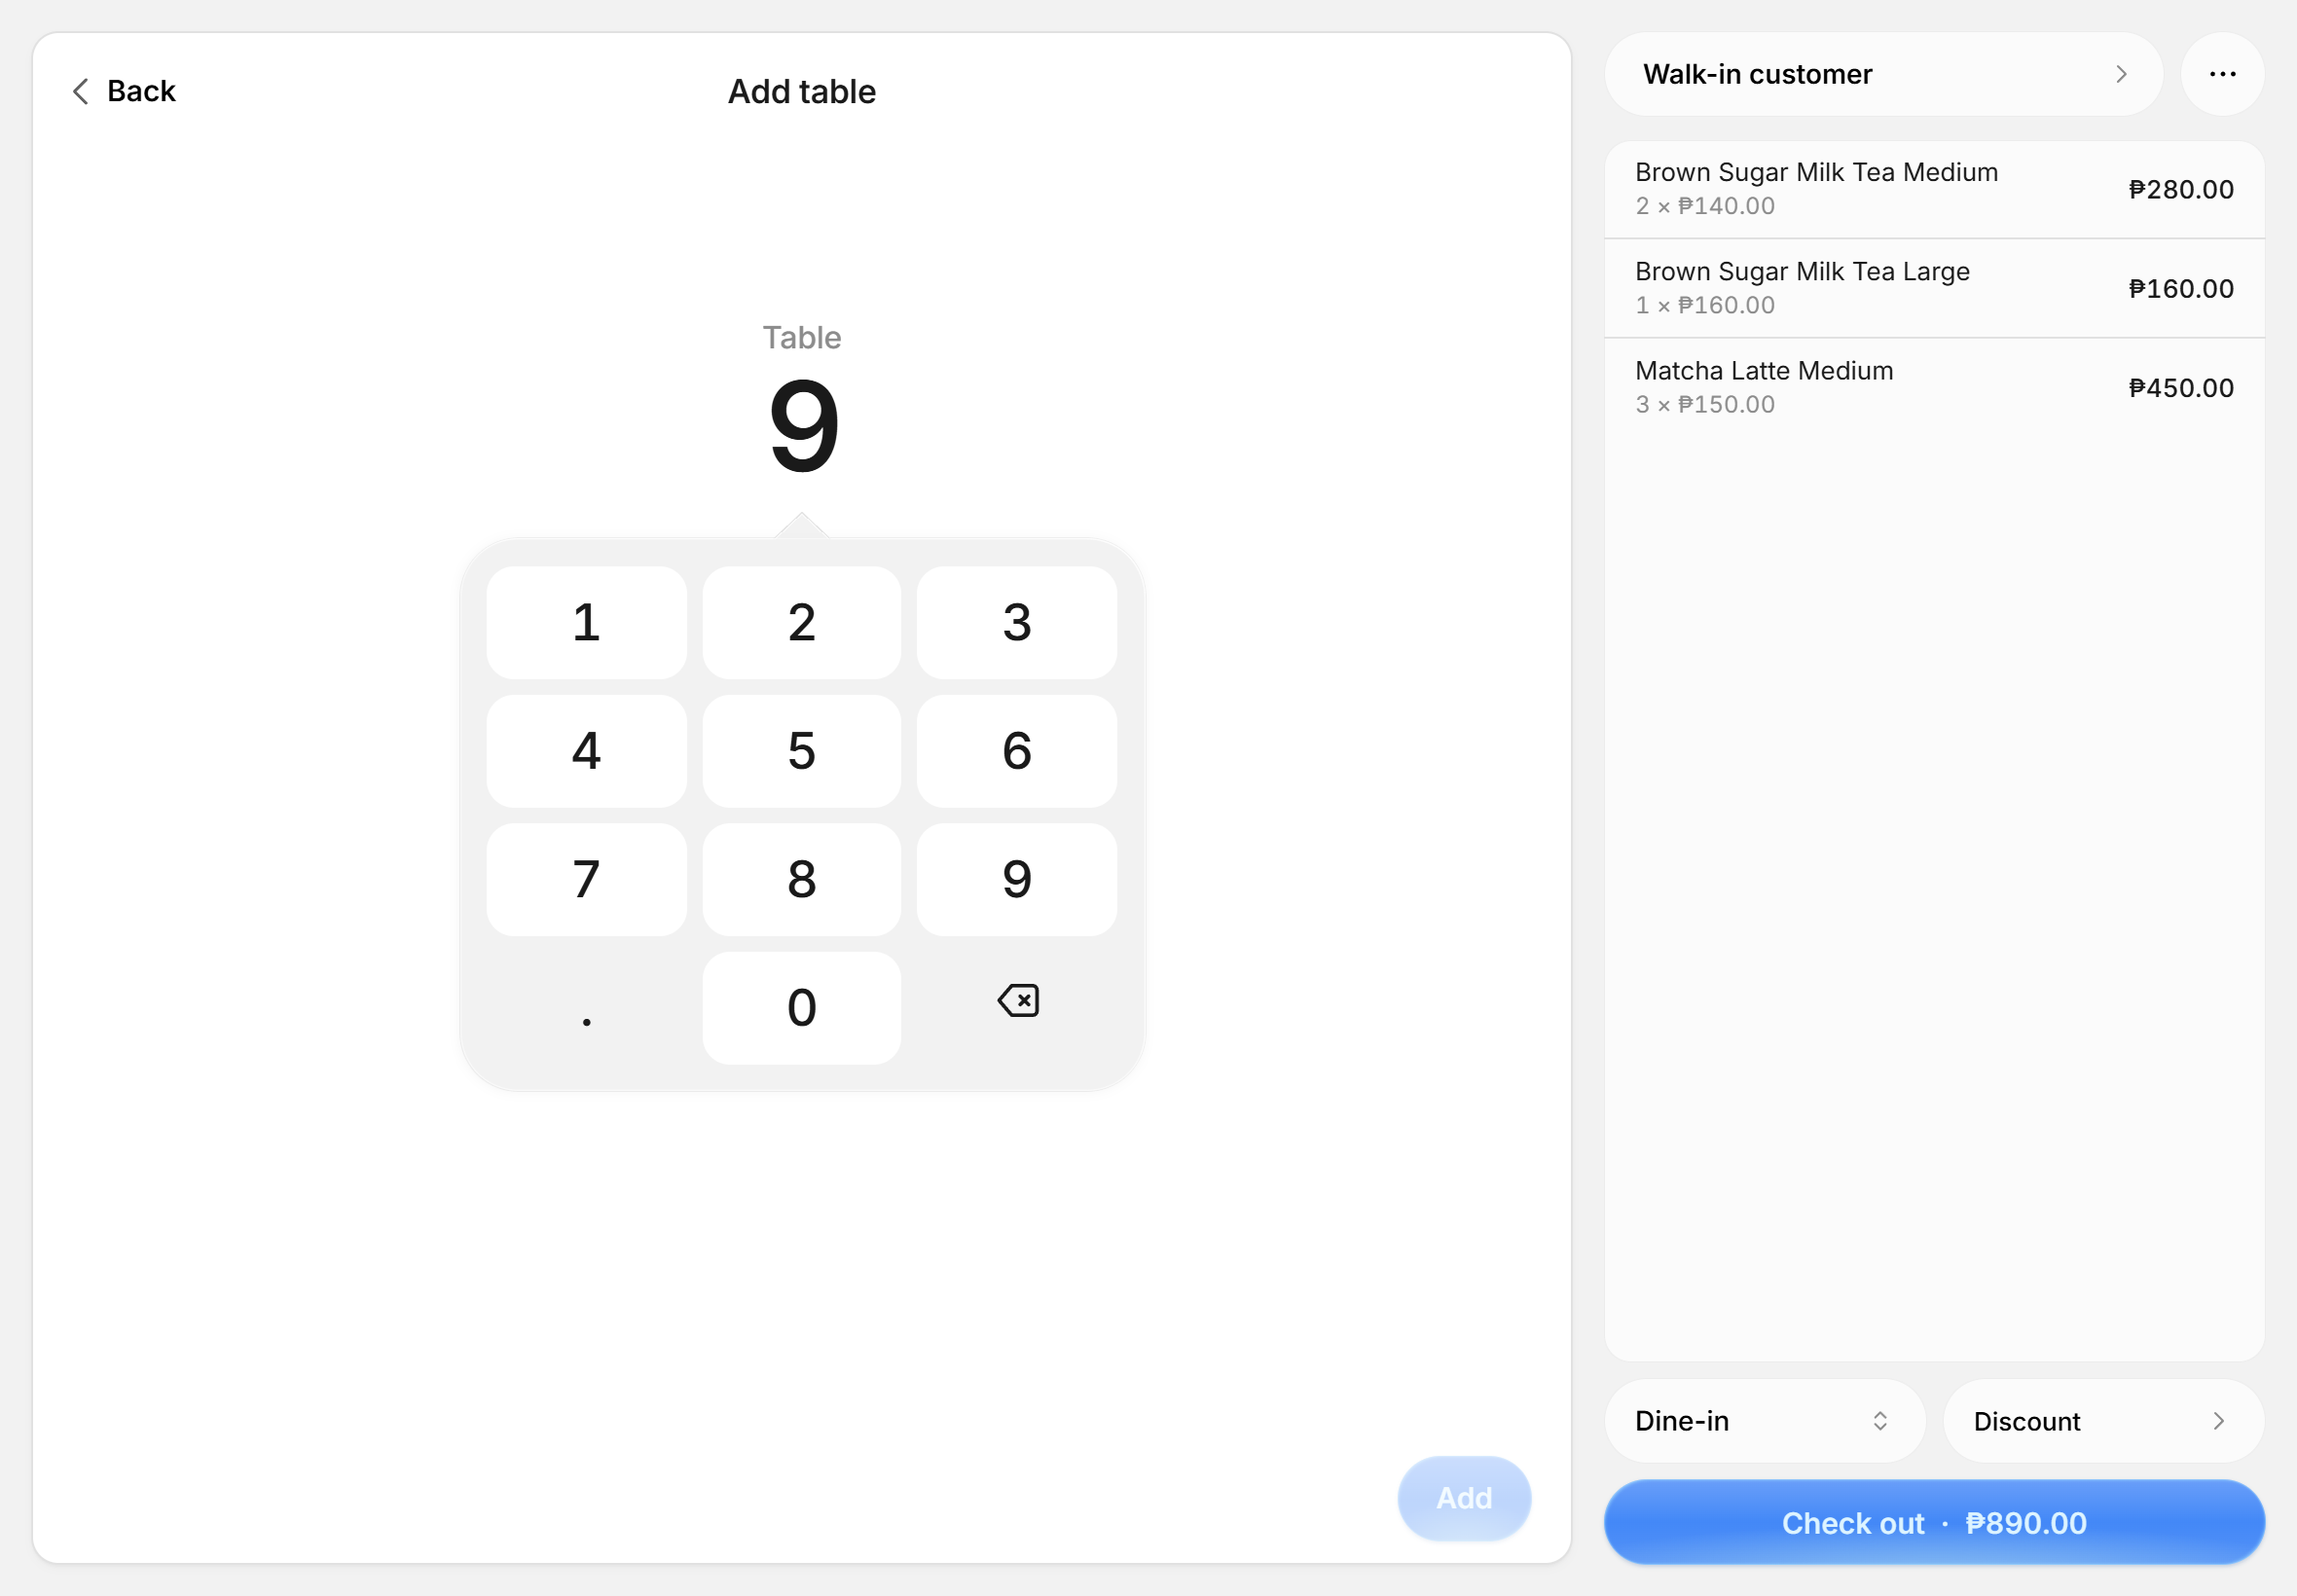 Back
Add table
Table
9
1 2 3
4 5 6
7 8 9
. 0
Add
Walk-in customer
Brown Sugar Milk Tea Medium
2 × ₱140.00
₱280.00
Brown Sugar Milk Tea Large
1 × ₱160.00
₱160.00
Matcha Latte Medium
3 × ₱150.00
₱450.00
Dine-in
Discount
Check out · ₱890.00